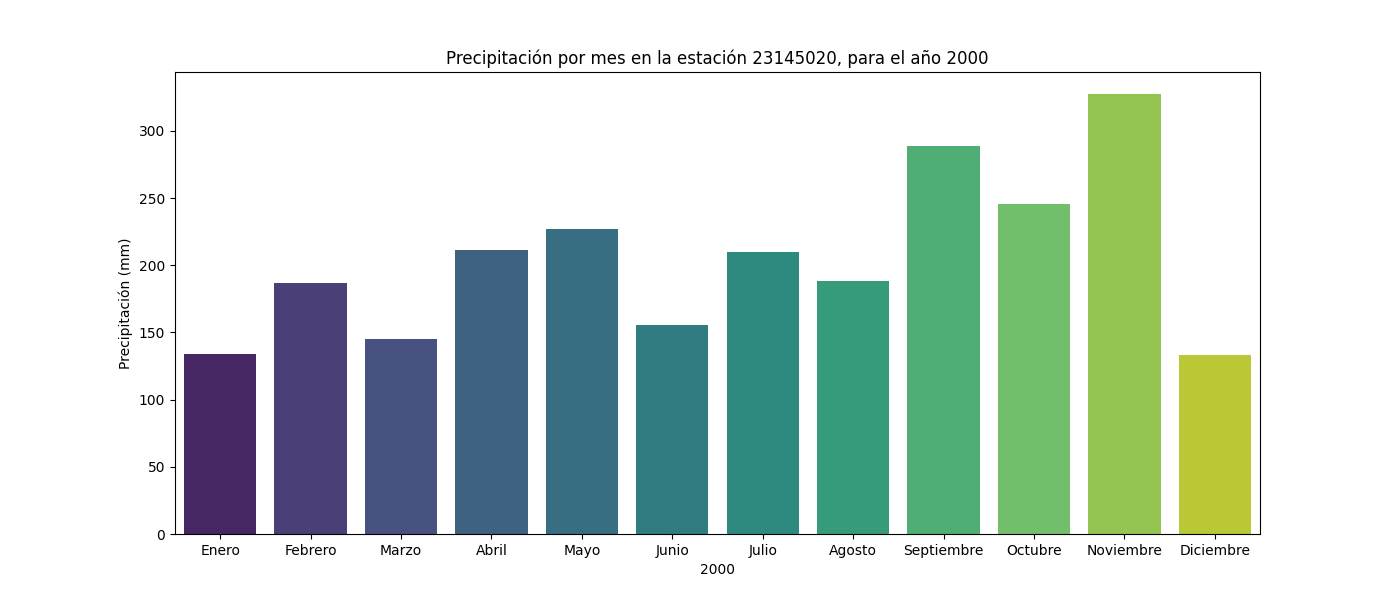 Precipitación por mes en la estación 23145020, para el año 2000
Precipitación (mm)
300
250
200
150
100
50
0
Enero Febrero Marzo Abril Mayo Junio Julio Agosto Septiembre Octubre Noviembre Diciembre
2000